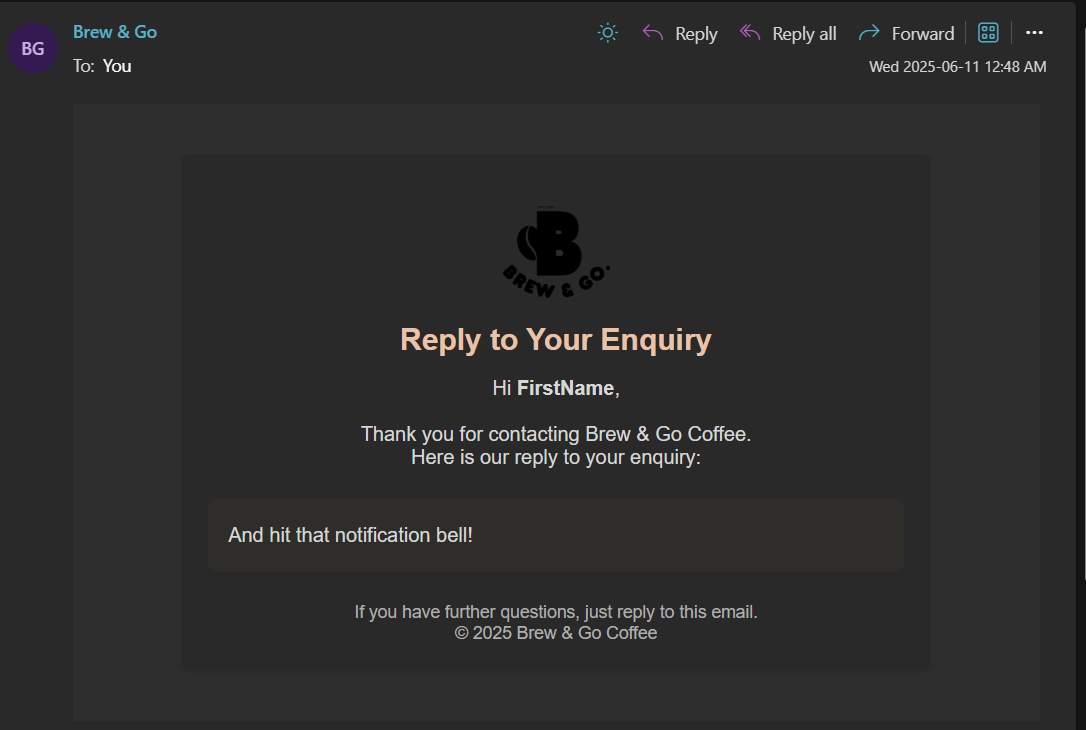 BG
Brew & Go
To: You
Reply
Reply all
Forward
Wed 2025-06-11 12:48 AM
B
BREW & GO.
Reply to Your Enquiry
Hi FirstName,
Thank you for contacting Brew & Go Coffee.
Here is our reply to your enquiry:
And hit that notification bell!
If you have further questions, just reply to this email.
© 2025 Brew & Go Coffee